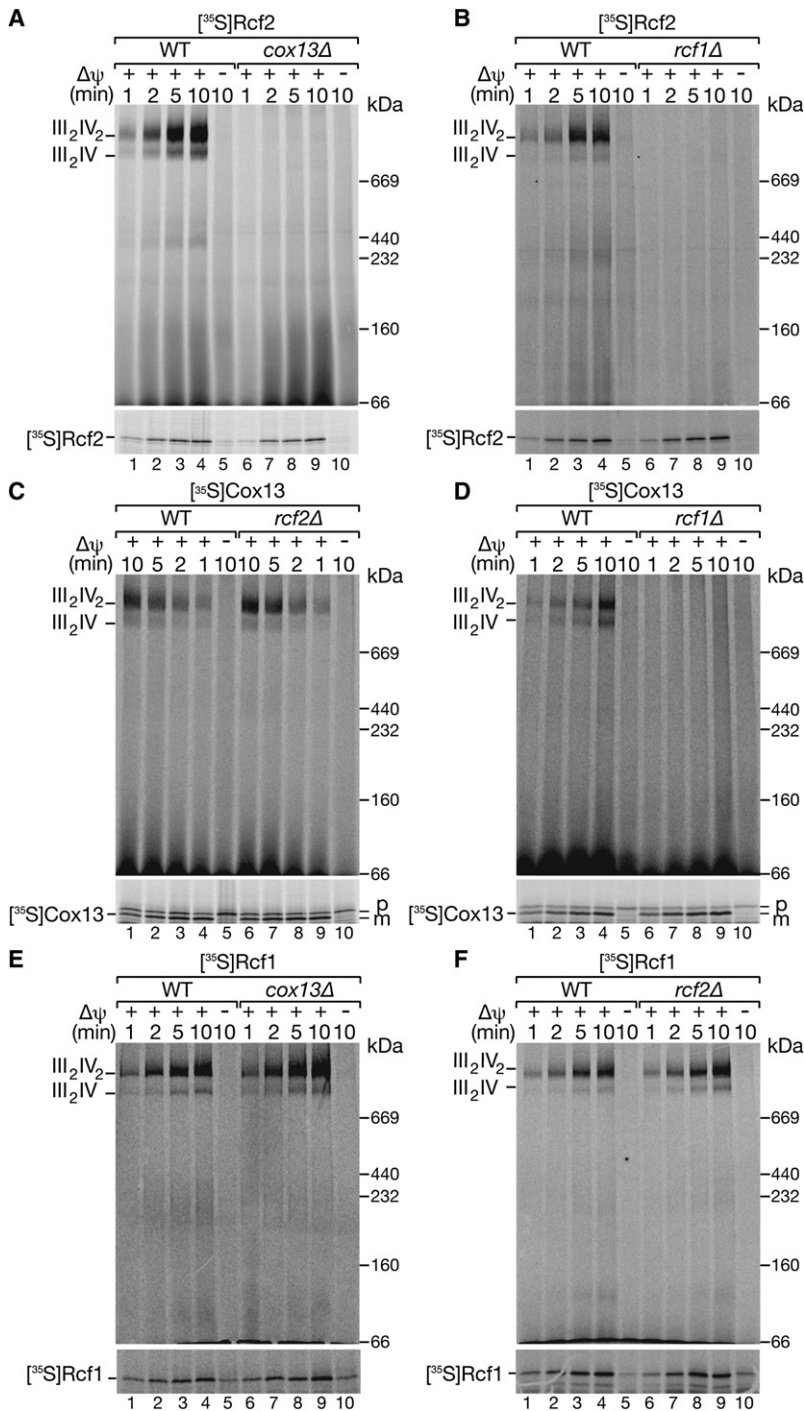 A
[³⁵S]Rcf2
WT cox13Δ
Δψ + + + + - + + + + -
(min) 1 2 5 10 10 1 2 5 10 10
kDa
III₂IV₂
III₂IV
669
440
232
160
66
[³⁵S]Rcf2
1 2 3 4 5 6 7 8 9 10
B
[³⁵S]Rcf2
WT rcf1Δ
Δψ + + + + - + + + + -
(min) 1 2 5 10 10 1 2 5 10 10
kDa
III₂IV₂
III₂IV
669
440
232
160
66
[³⁵S]Rcf2
1 2 3 4 5 6 7 8 9 10
C
[³⁵S]Cox13
WT rcf2Δ
Δψ + + + + - + + + + -
(min) 10 5 2 1 10 10 5 2 1 10
kDa
III₂IV₂
III₂IV
669
440
232
160
66
[³⁵S]Cox13 p
m
1 2 3 4 5 6 7 8 9 10
D
[³⁵S]Cox13
WT rcf1Δ
Δψ + + + + - + + + + -
(min) 1 2 5 10 10 1 2 5 10 10
kDa
III₂IV₂
III₂IV
669
440
232
160
66
[³⁵S]Cox13 p
m
1 2 3 4 5 6 7 8 9 10
E
[³⁵S]Rcf1
WT cox13Δ
Δψ + + + + - + + + + -
(min) 1 2 5 10 10 1 2 5 10 10
kDa
III₂IV₂
III₂IV
669
440
232
160
66
[³⁵S]Rcf1
1 2 3 4 5 6 7 8 9 10
F
[³⁵S]Rcf1
WT rcf2Δ
Δψ + + + + - + + + + -
(min) 1 2 5 10 10 1 2 5 10 10
kDa
III₂IV₂
III₂IV
669
440
232
160
66
[³⁵S]Rcf1
1 2 3 4 5 6 7 8 9 10